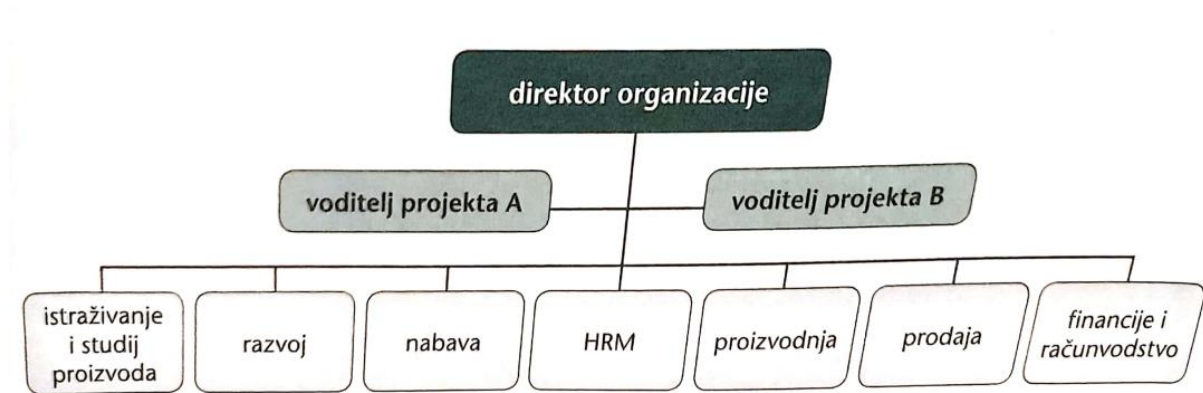 direktor organizacije
voditelj projekta A
voditelj projekta B
istraživanje
i studij
proizvoda
razvoj
nabava
HRM
proizvodnja
prodaja
financije i
računvodstvo